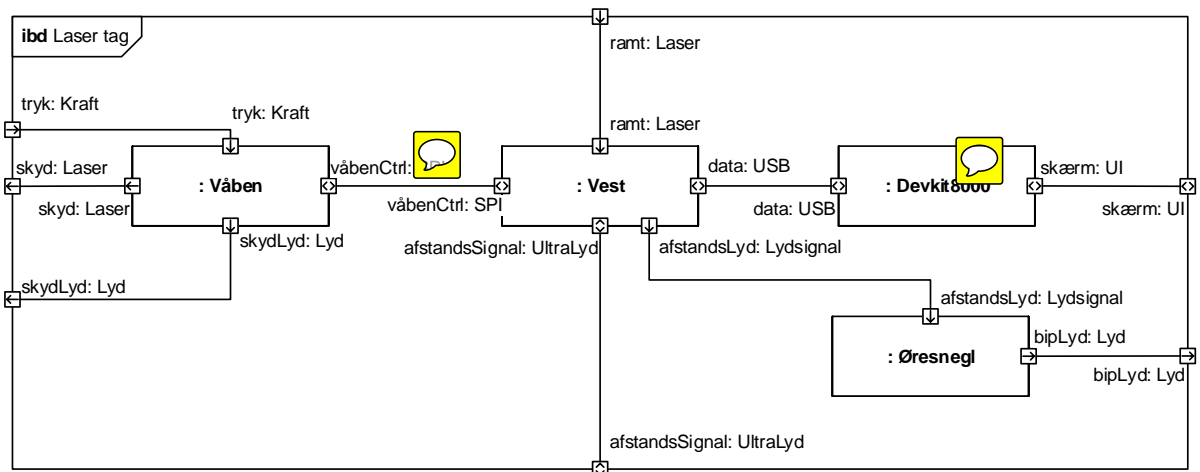 ibd Laser tag
ramt: Laser
tryk: Kraft
tryk: Kraft
ramt: Laser
skyd: Laser
våbenCtrl:
data: USB
skærm: UI
: Våben
: Vest
: Devkit8000
skyd: Laser
våbenCtrl: SPI
data: USB
skærm: UI
skydLyd: Lyd
afstandsSignal: UltraLyd
afstandsLyd: Lydsignal
skydLyd: Lyd
afstandsLyd: Lydsignal
bipLyd: Lyd
: Øresnegl
bipLyd: Lyd
afstandsSignal: UltraLyd